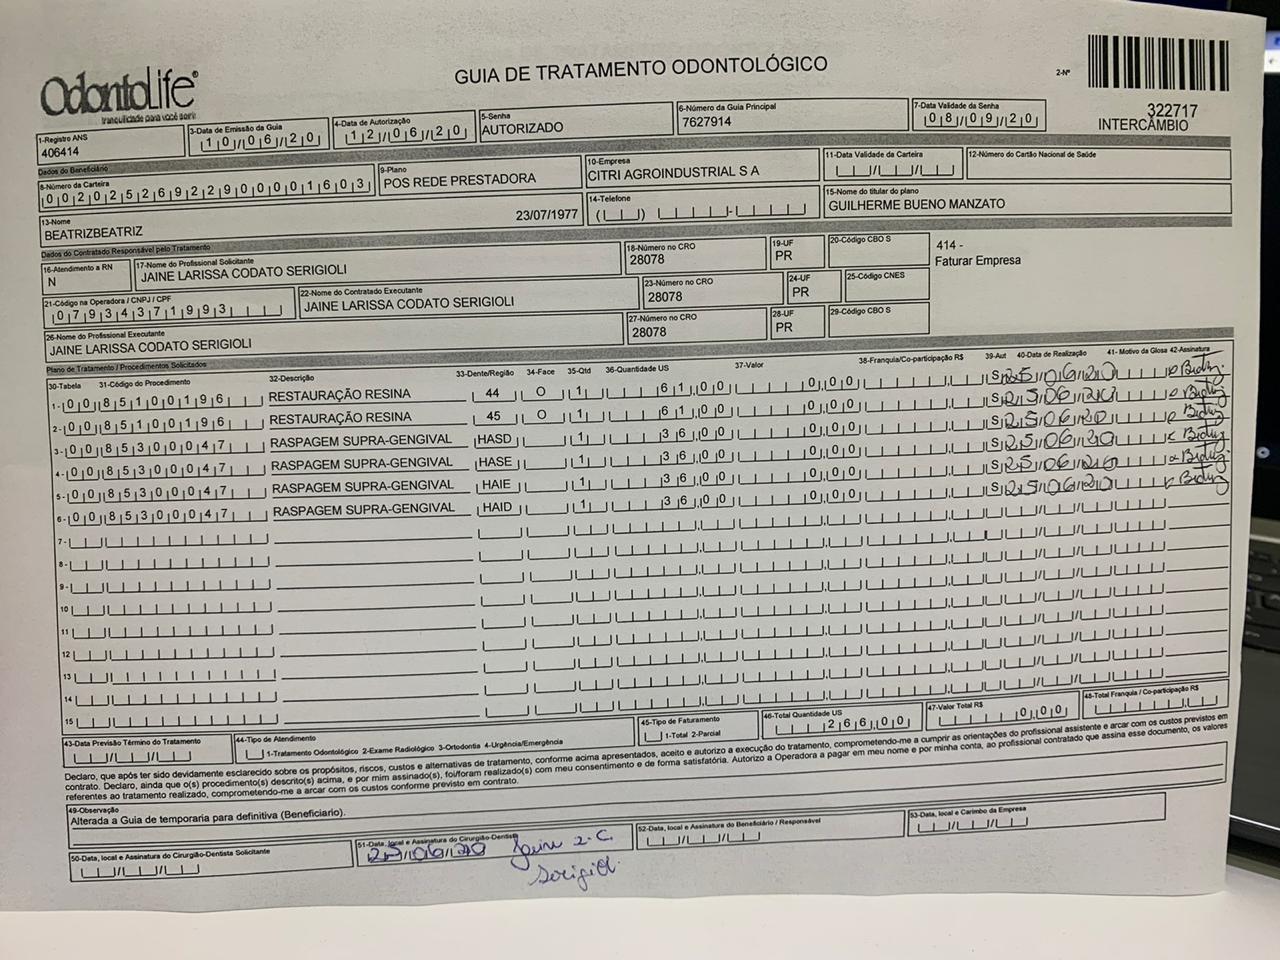 OdontoLife®
tranquilidade para você sorrir
GUIA DE TRATAMENTO ODONTOLÓGICO
2-Nº
322717
INTERCÂMBIO
1-Registro ANS
406414
3-Data de Emissão da Guia
10/06/20
4-Data de Autorização
12/06/20
5-Senha
AUTORIZADO
6-Número da Guia Principal
7627914
7-Data Validade da Senha
08/09/20
Dados do Beneficiário
8-Número da Carteira
00202526922900001603
9-Plano
POS REDE PRESTADORA
10-Empresa
CITRI AGROINDUSTRIAL S A
11-Data Validade da Carteira
12-Número do Cartão Nacional de Saúde
13-Nome
BEATRIZBEATRIZ 23/07/1977
14-Telefone
15-Nome do titular do plano
GUILHERME BUENO MANZATO
Dados do Contratado Responsável pelo Tratamento
16-Atendimento a RN
N
17-Nome do Profissional Solicitante
JAINE LARISSA CODATO SERIGIOLI
18-Número no CRO
28078
19-UF
PR
20-Código CBO S
414 -
Faturar Empresa
21-Código na Operadora / CNPJ / CPF
07934371993
22-Nome do Contratado Executante
JAINE LARISSA CODATO SERIGIOLI
23-Número no CRO
28078
24-UF
PR
25-Código CNES
26-Nome do Profissional Executante
JAINE LARISSA CODATO SERIGIOLI
27-Número no CRO
28078
28-UF
PR
29-Código CBO S
Plano de Tratamento / Procedimentos Solicitados
30-Tabela 31-Código do Procedimento 32-Descrição 33-Dente/Região 34-Face 35-Qtd 36-Quantidade US 37-Valor 38-Franquia/Co-participação R$ 39-Aut 40-Data de Realização 41- Motivo da Glosa 42-Assinatura
1- 00 85100196 RESTAURAÇÃO RESINA 44 O 1 61,00 0,00 S 25/06/20
2- 00 85100196 RESTAURAÇÃO RESINA 45 O 1 61,00 0,00 S 25/06/20
3- 00 85300047 RASPAGEM SUPRA-GENGIVAL HASD 1 36,00 0,00 S 25/06/20
4- 00 85300047 RASPAGEM SUPRA-GENGIVAL HASE 1 36,00 0,00 S 25/06/20
5- 00 85300047 RASPAGEM SUPRA-GENGIVAL HAIE 1 36,00 0,00 S 25/06/20
6- 00 85300047 RASPAGEM SUPRA-GENGIVAL HAID 1 36,00 0,00 S 25/06/20
7-
8-
9-
10
11
12
13
14
15
43-Data Previsão Término do Tratamento
44-Tipo de Atendimento
1-Tratamento Odontológico 2-Exame Radiológico 3-Ortodontia 4-Urgência/Emergência
45-Tipo de Faturamento
1-Total 2-Parcial
46-Total Quantidade US
266,00
47-Valor Total R$
0,00
48-Total Franquia / Co-participação R$
Declaro, que após ter sido devidamente esclarecido sobre os propósitos, riscos, custos e alternativas de tratamento, conforme acima apresentados, aceito e autorizo a execução do tratamento, comprometendo-me a cumprir as orientações do profissional assistente e arcar com os custos previstos em
contrato. Declaro, ainda que o(s) procedimento(s) descrito(s) acima, e por mim assinado(s), foi/foram realizado(s) com meu consentimento e de forma satisfatória. Autorizo a Operadora a pagar em meu nome e por minha conta, ao profissional contratado que assina esse documento, os valores
referentes ao tratamento realizado, comprometendo-me a arcar com os custos conforme previsto em contrato.
49-Observação
Alterada a Guia de temporaria para definitiva (Beneficiario).
50-Data, local e Assinatura do Cirurgião-Dentista Solicitante
51-Data, local e Assinatura do Cirurgião-Dentista
25/06/20 Jaine L. C.
Serigioli
52-Data, local e Assinatura do Beneficiário / Responsável
53-Data, local e Carimbo da Empresa